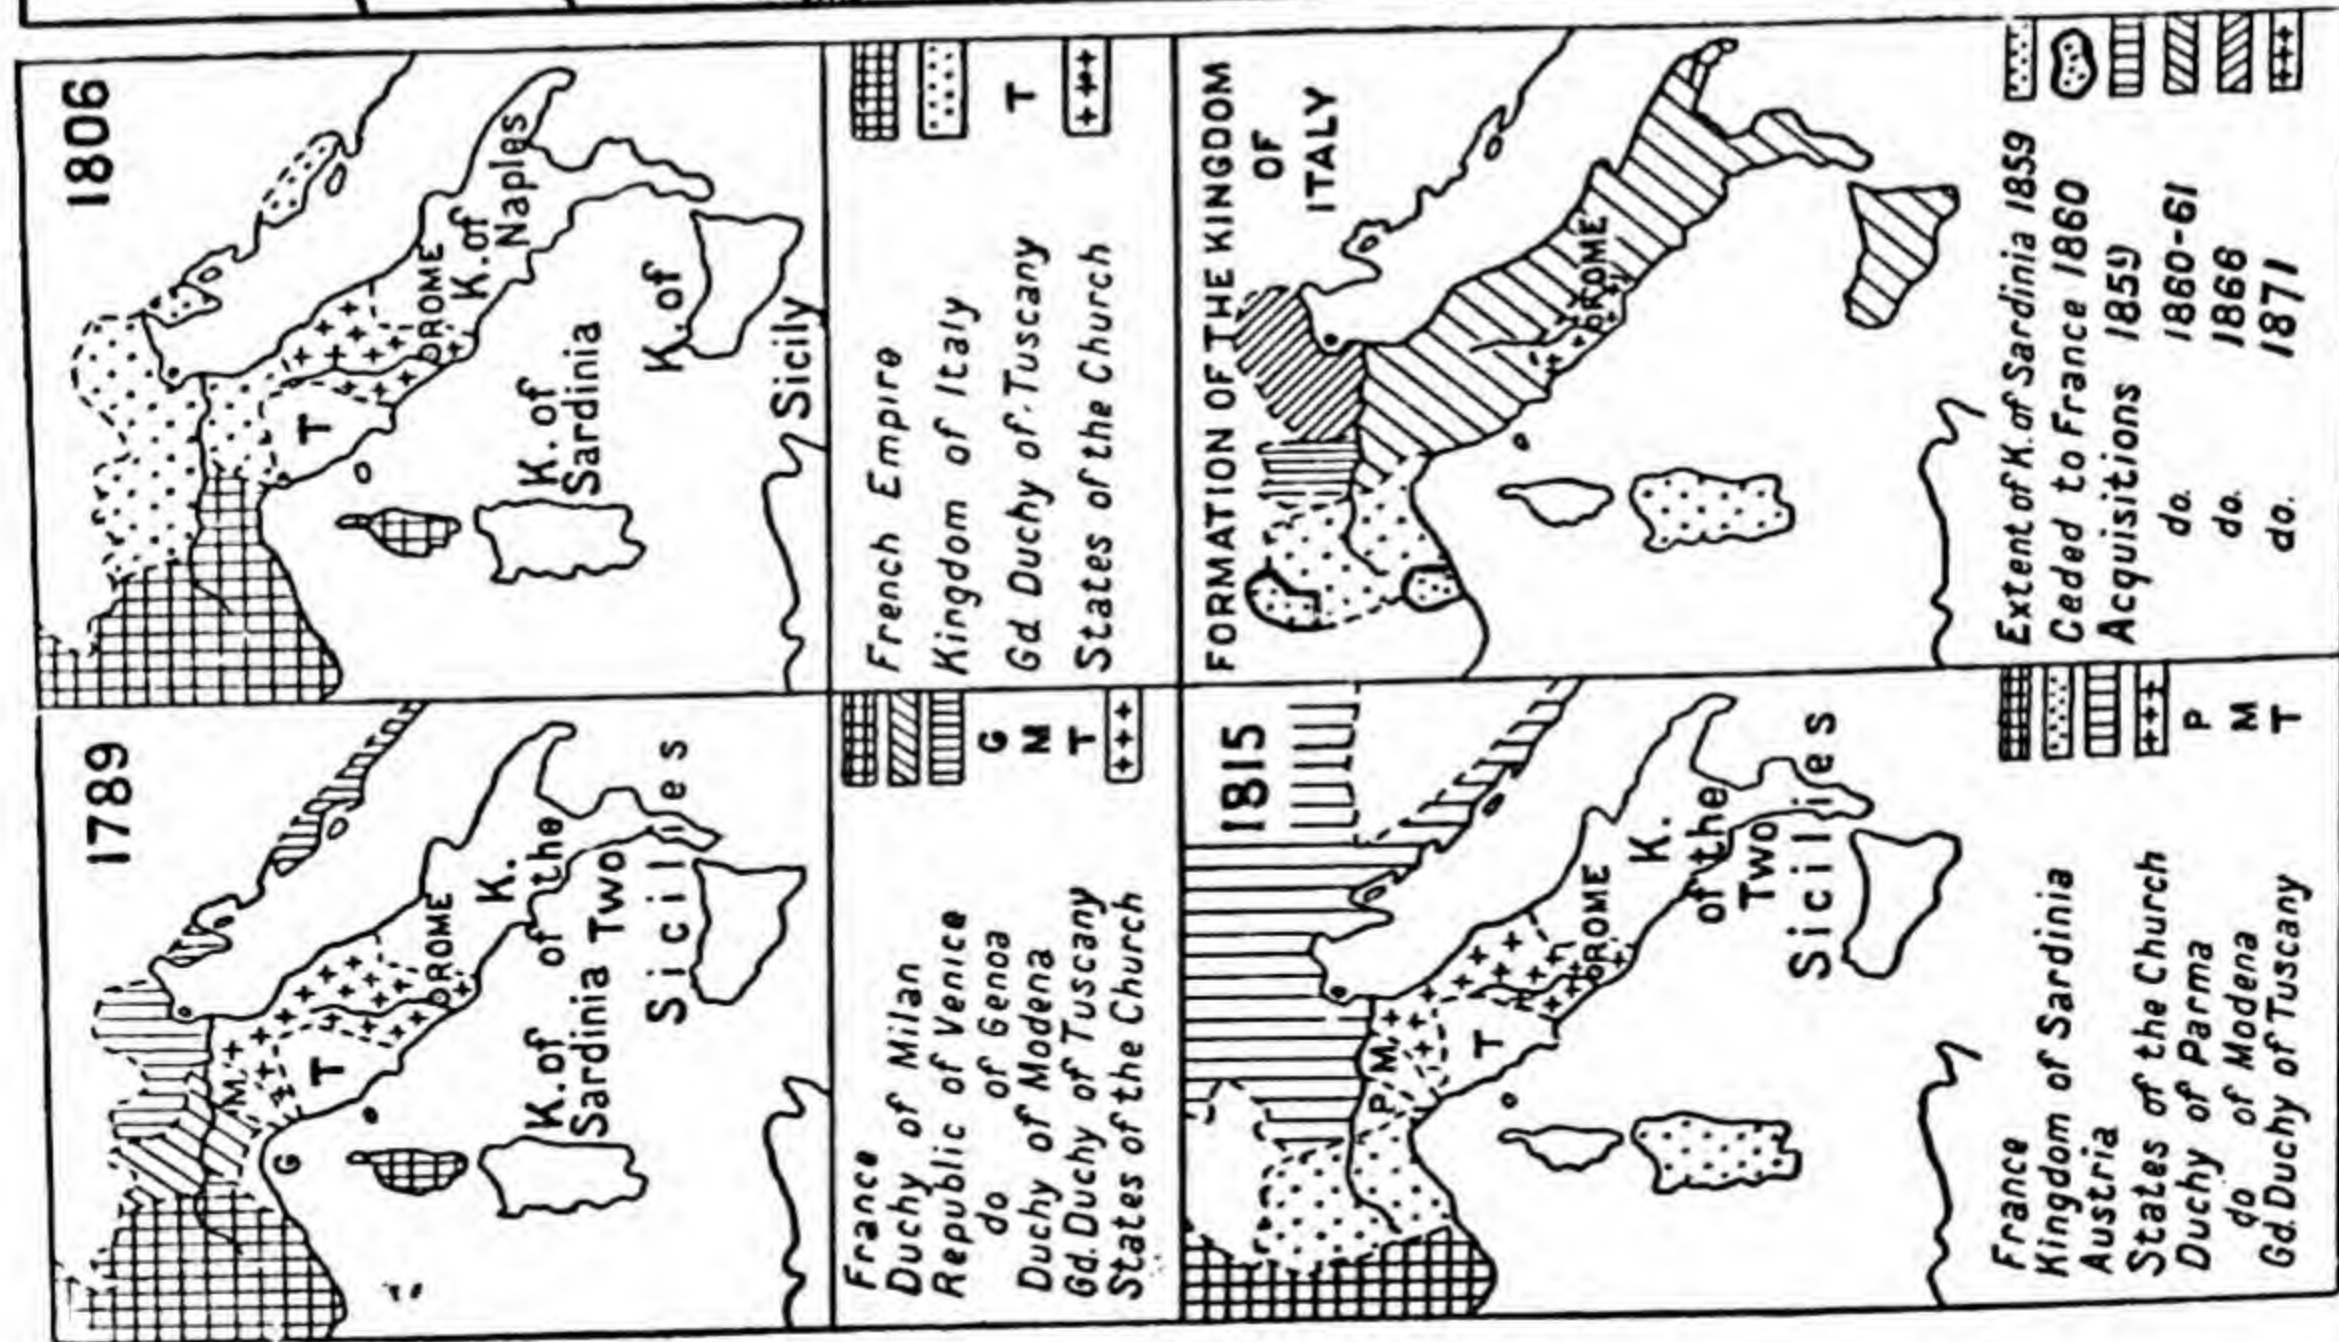 1789
M
G
T
ROME
K. of
Sardinia
K.
of the
Two
Sicilies
France
Duchy of Milan
Republic of Venice
do of Genoa G
Duchy of Modena M
Gd. Duchy of Tuscany T
States of the Church
1806
T
ROME
K. of
Naples
K. of
Sardinia
K. of
Sicily
French Empire
Kingdom of Italy
Gd Duchy of Tuscany T
States of the Church
1815
P
M
T
ROME
K.
of the
Two
Sicilies
France
Kingdom of Sardinia
Austria
States of the Church
Duchy of Parma P
do of Modena M
Gd. Duchy of Tuscany T
FORMATION OF THE KINGDOM
OF
ITALY
ROME
Extent of K. of Sardinia 1859
Ceded to France 1860
Acquisitions 1859
do. 1860-61
do. 1866
do. 1871